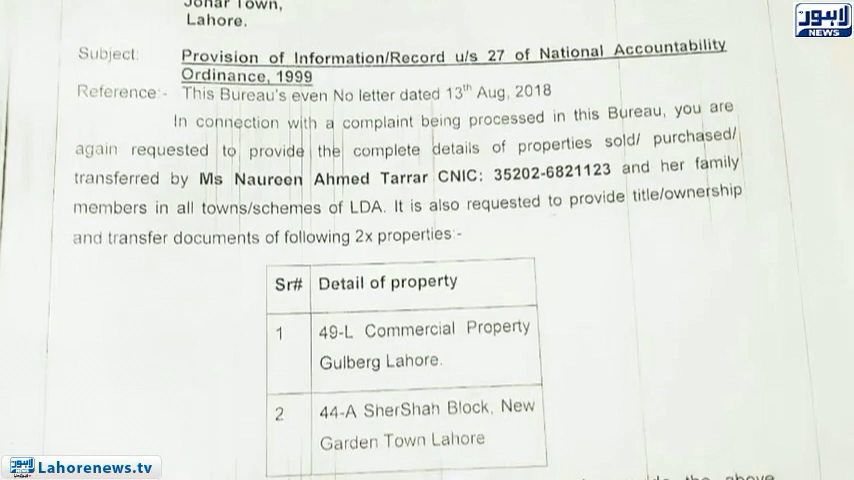 Johar Town,
Lahore.
لاہور
NEWS
Subject: Provision of Information/Record u/s 27 of National Accountability
Ordinance, 1999
Reference:- This Bureau's even No letter dated 13th Aug, 2018
In connection with a complaint being processed in this Bureau, you are
again requested to provide the complete details of properties sold/ purchased/
transferred by Ms Naureen Ahmed Tarrar CNIC: 35202-6821123 and her family
members in all towns/schemes of LDA. It is also requested to provide title/ownership
and transfer documents of following 2x properties:-
Sr# Detail of property
1 49-L Commercial Property
Gulberg Lahore.
2 44-A SherShah Block, New
Garden Town Lahore
the above
لاہور
Lahorenews.tv